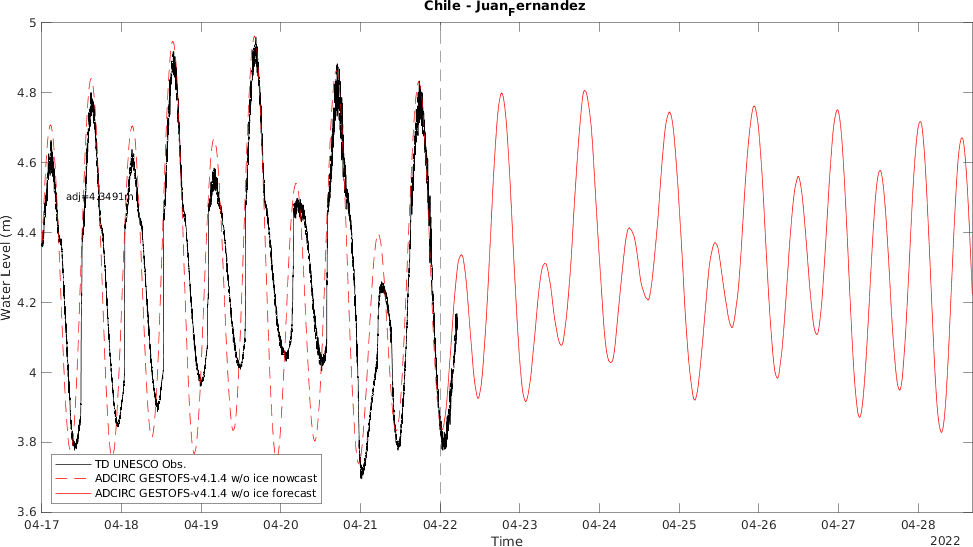 Chile - JuanFernandez
5
4.8
4.6
4.4
4.2
4
3.8
3.6
Water Level (m)
adj=4.3491m
TD UNESCO Obs.
ADCIRC GESTOFS-v4.1.4 w/o ice nowcast
ADCIRC GESTOFS-v4.1.4 w/o ice forecast
04-17 04-18 04-19 04-20 04-21 04-22 04-23 04-24 04-25 04-26 04-27 04-28
Time
2022